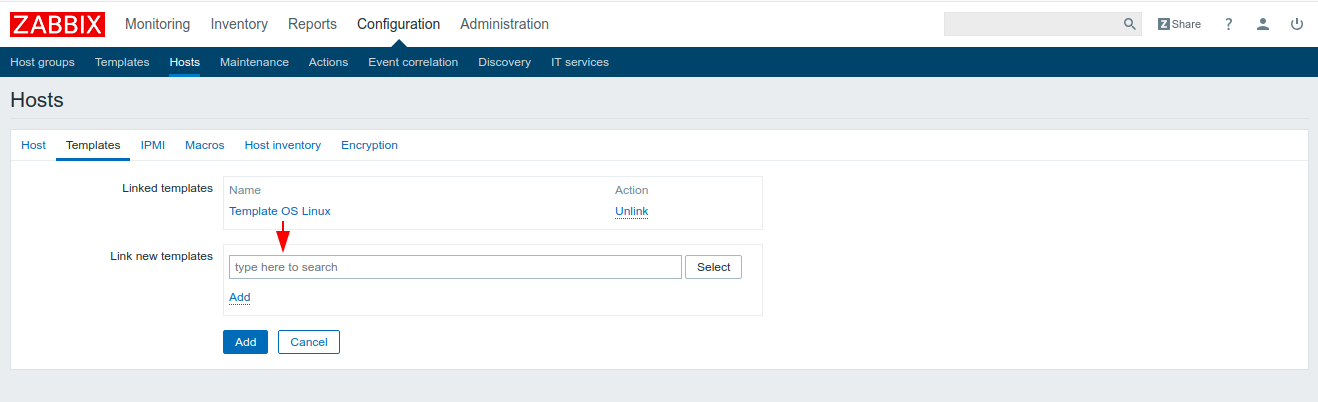 ZABBIX Monitoring Inventory Reports Configuration Administration Z Share ?
Host groups Templates Hosts Maintenance Actions Event correlation Discovery IT services
Hosts
Host Templates IPMI Macros Host inventory Encryption
Linked templates Name Action
Template OS Linux Unlink
Link new templates type here to search Select
Add
Add Cancel